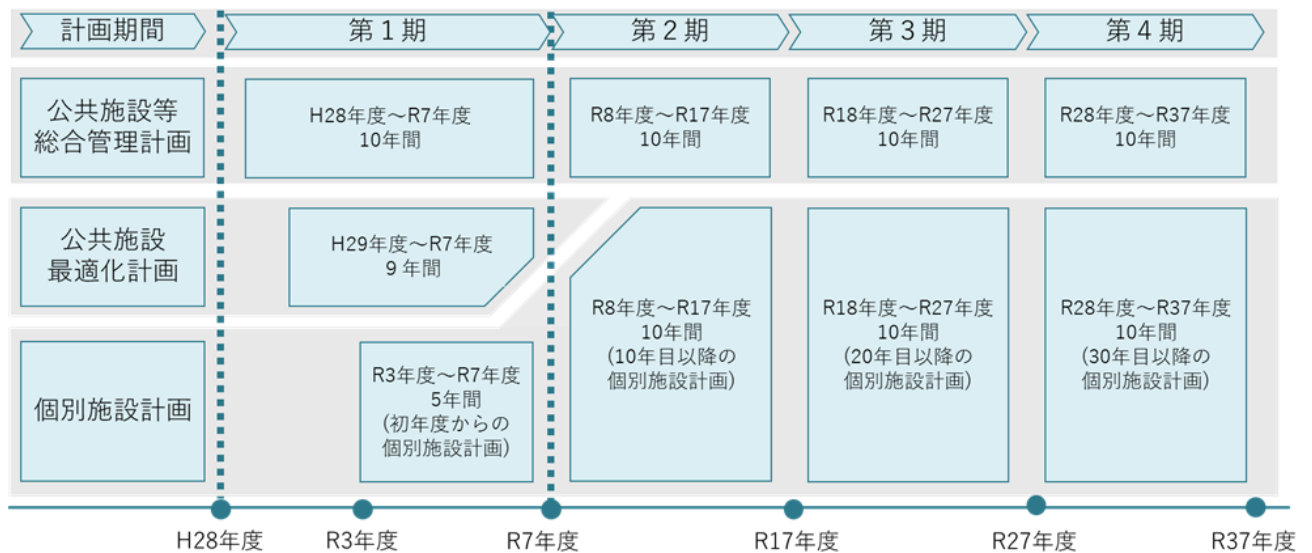 計画期間
第１期
第２期
第３期
第４期
公共施設等
総合管理計画
H28年度～R7年度
10年間
R8年度～R17年度
10年間
R18年度～R27年度
10年間
R28年度～R37年度
10年間
公共施設
最適化計画
H29年度～R7年度
９年間
個別施設計画
R3年度～R7年度
5年間
(初年度からの
個別施設計画)
R8年度～R17年度
10年間
(10年目以降の
個別施設計画)
R18年度～R27年度
10年間
(20年目以降の
個別施設計画)
R28年度～R37年度
10年間
(30年目以降の
個別施設計画)
H28年度
R3年度
R7年度
R17年度
R27年度
R37年度